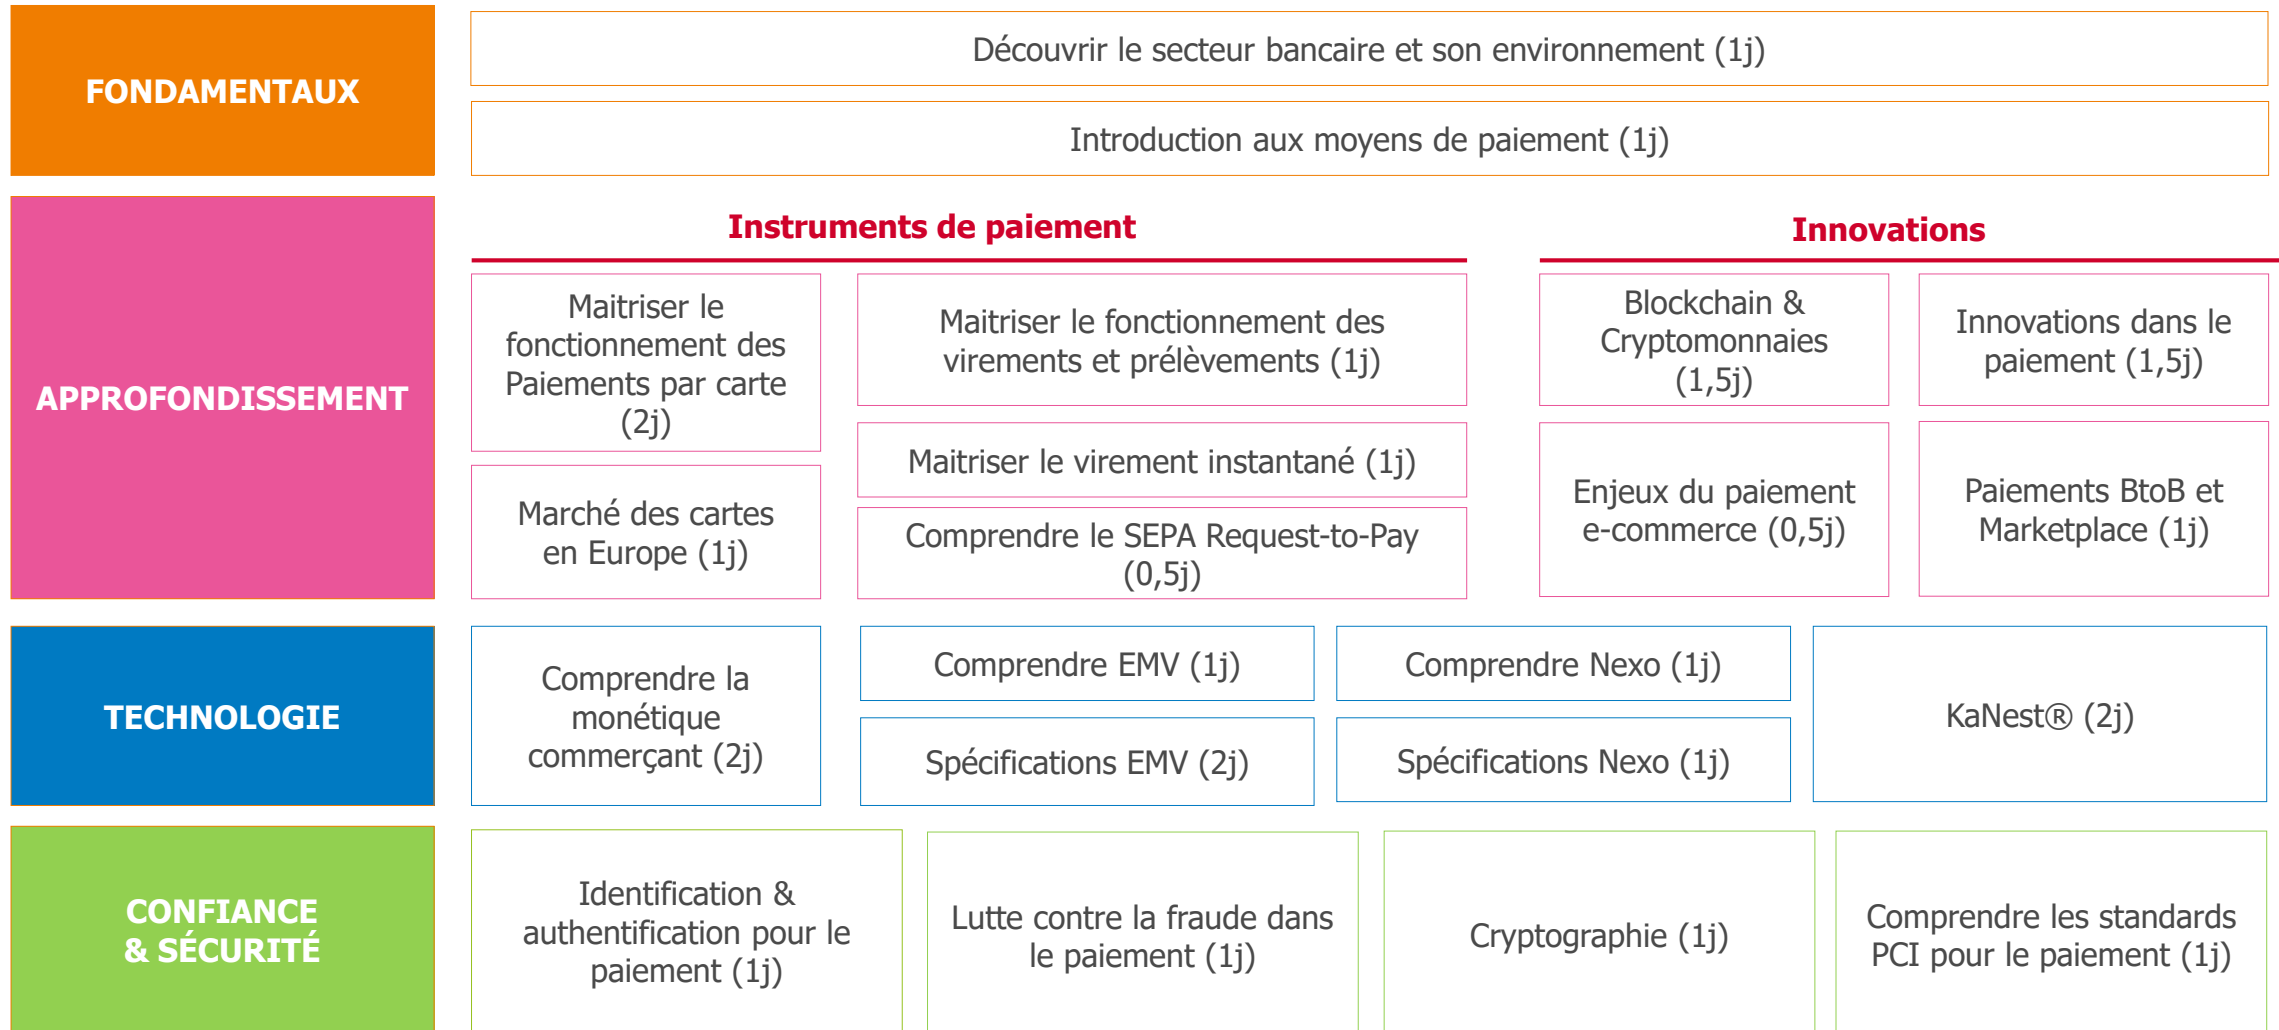 FONDAMENTAUX
Découvrir le secteur bancaire et son environnement (1j)
Introduction aux moyens de paiement (1j)
APPROFONDISSEMENT
Instruments de paiement
Maitriser le
fonctionnement des
Paiements par carte
(2j)
Marché des cartes
en Europe (1j)
Maitriser le fonctionnement des
virements et prélèvements (1j)
Maitriser le virement instantané (1j)
Comprendre le SEPA Request-to-Pay
(0,5j)
Innovations
Blockchain &
Cryptomonnaies
(1,5j)
Innovations dans le
paiement (1,5j)
Enjeux du paiement
e-commerce (0,5j)
Paiements BtoB et
Marketplace (1j)
TECHNOLOGIE
Comprendre la
monétique
commerçant (2j)
Comprendre EMV (1j)
Spécifications EMV (2j)
Comprendre Nexo (1j)
Spécifications Nexo (1j)
KaNest® (2j)
CONFIANCE
& SÉCURITÉ
Identification &
authentification pour le
paiement (1j)
Lutte contre la fraude dans
le paiement (1j)
Cryptographie (1j)
Comprendre les standards
PCI pour le paiement (1j)